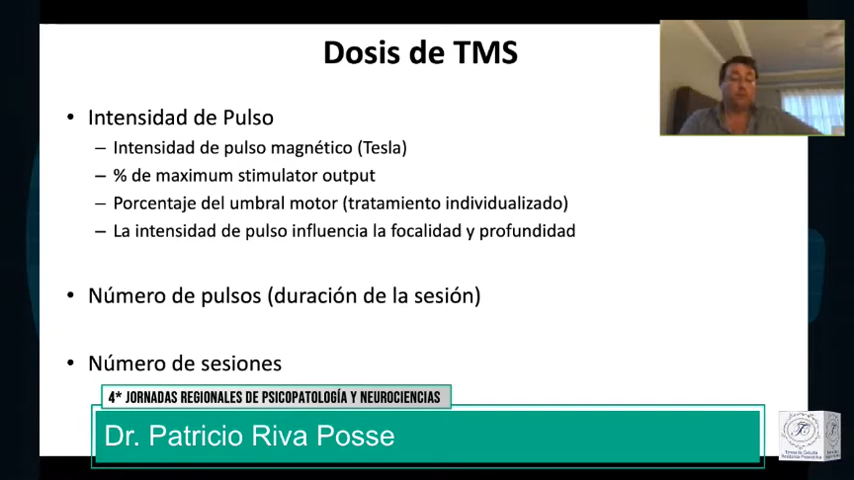 Dosis de TMS
• Intensidad de Pulso
– Intensidad de pulso magnético (Tesla)
– % de maximum stimulator output
– Porcentaje del umbral motor (tratamiento individualizado)
– La intensidad de pulso influencia la focalidad y profundidad
• Número de pulsos (duración de la sesión)
• Número de sesiones
4* JORNADAS REGIONALES DE PSICOPATOLOGÍA Y NEUROCIENCIAS
Dr. Patricio Riva Posse